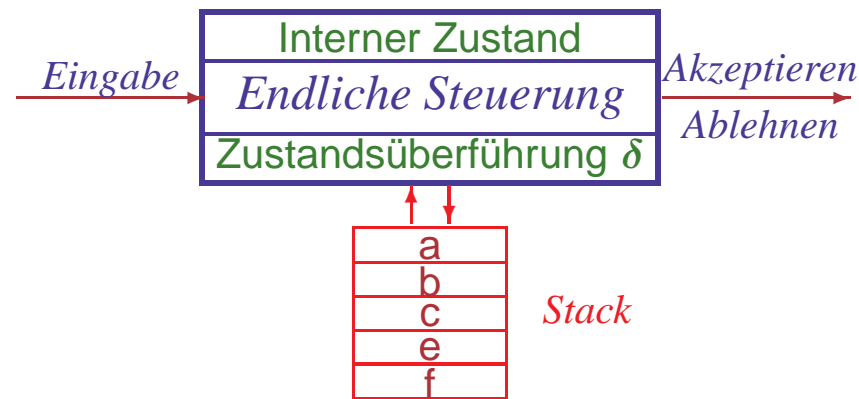 Interner Zustand
Eingabe
Endliche Steuerung
Akzeptieren
Ablehnen
Zustandsüberführung δ
a
b
c
e
f
Stack